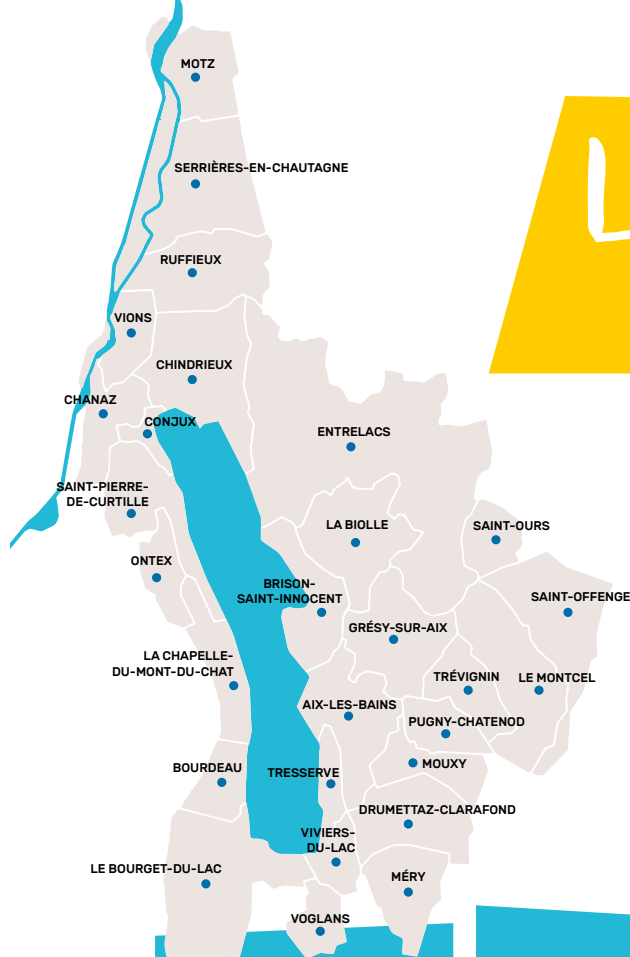 MOTZ
SERRIÈRES-EN-CHAUTAGNE
RUFFIEUX
VIONS
CHINDRIEUX
CHANAZ
CONJUX
ENTRELACS
SAINT-PIERRE-
DE-CURTILLE
LA BIOLLE
SAINT-OURS
ONTEX
BRISON-
SAINT-INNOCENT
SAINT-OFFENGE
GRÉSY-SUR-AIX
LA CHAPELLE-
DU-MONT-DU-CHAT
TRÉVIGNIN
LE MONTCEL
AIX-LES-BAINS
PUGNY-CHATENOD
BOURDEAU
TRESSERVE
MOUXY
DRUMETTAZ-CLARAFOND
VIVIERS-
DU-LAC
LE BOURGET-DU-LAC
MÉRY
VOGLANS